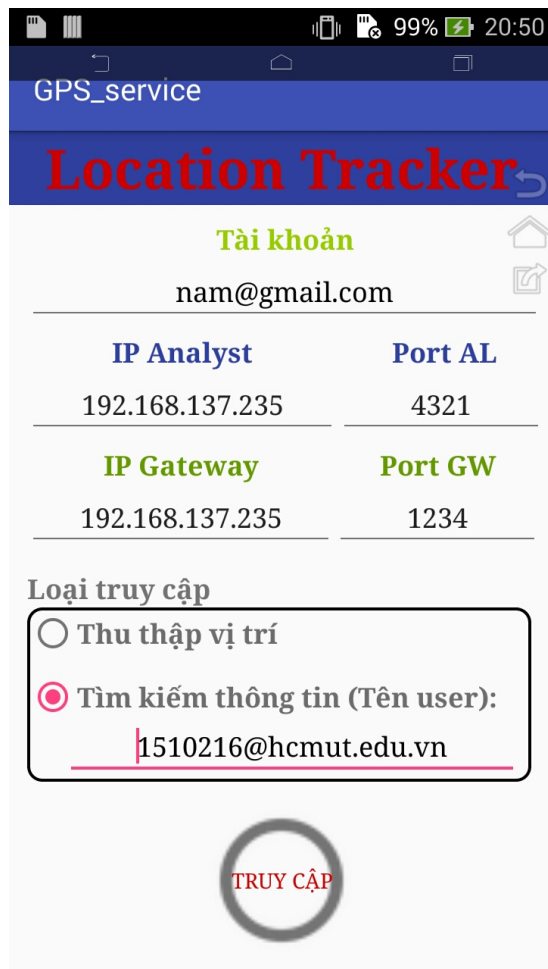 99% 20:50
GPS_service
Location Tracker
Tài khoản
nam@gmail.com
IP Analyst Port AL
192.168.137.235 4321
IP Gateway Port GW
192.168.137.235 1234
Loại truy cập
Thu thập vị trí
Tìm kiếm thông tin (Tên user):
1510216@hcmut.edu.vn
TRUY CẬP